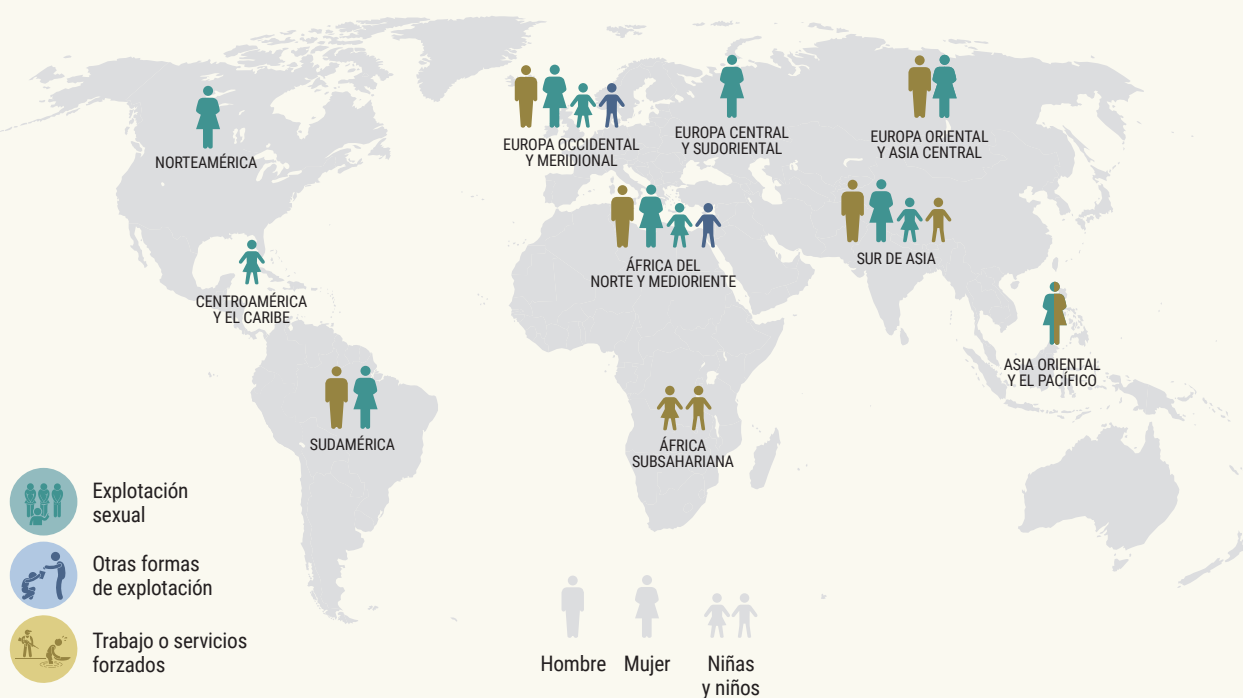 NORTEAMÉRICA
EUROPA OCCIDENTAL
Y MERIDIONAL
EUROPA CENTRAL
Y SUDORIENTAL
EUROPA ORIENTAL
Y ASIA CENTRAL
CENTROAMÉRICA
Y EL CARIBE
ÁFRICA DEL
NORTE Y MEDIORIENTE
SUR DE ASIA
ASIA ORIENTAL
Y EL PACÍFICO
SUDAMÉRICA
ÁFRICA
SUBSAHARIANA
Explotación
sexual
Otras formas
de explotación
Trabajo o servicios
forzados
Hombre
Mujer
Niñas
y niños